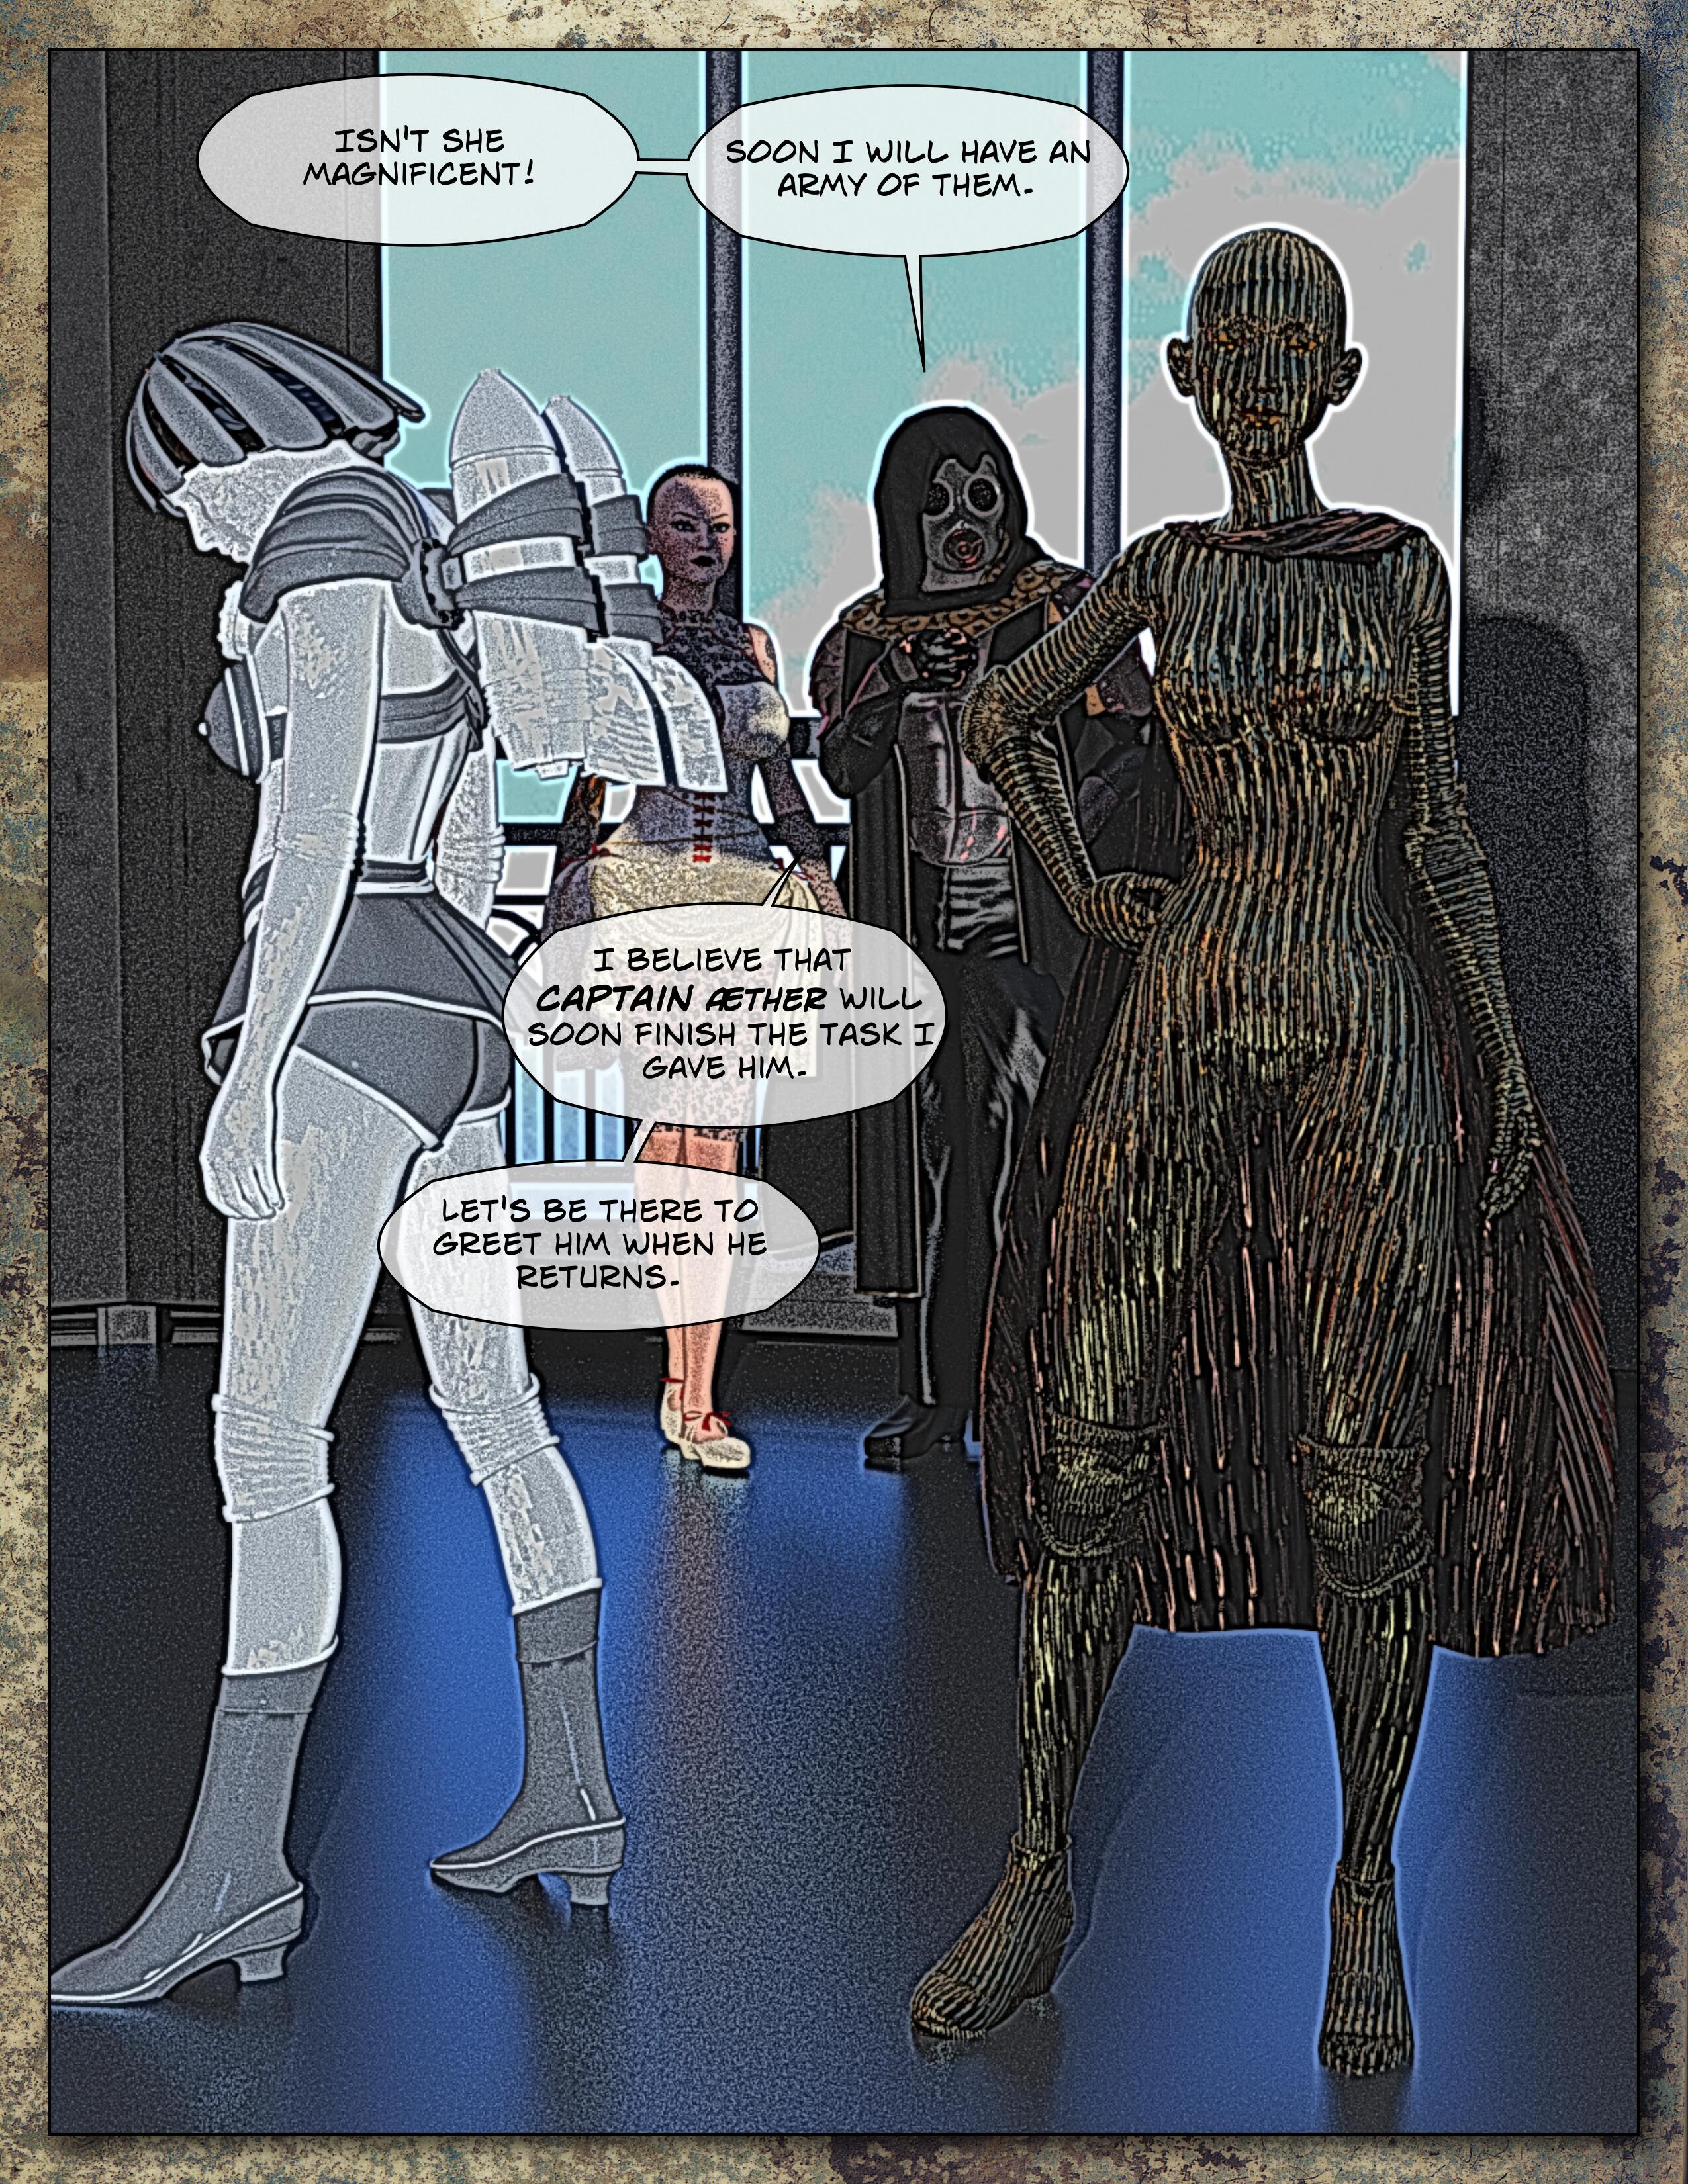 ISN'T SHE
MAGNIFICENT!
SOON I WILL HAVE AN
ARMY OF THEM.
I BELIEVE THAT
CAPTAIN ÆTHER WILL
SOON FINISH THE TASK I
GAVE HIM.
LET'S BE THERE TO
GREET HIM WHEN HE
RETURNS.